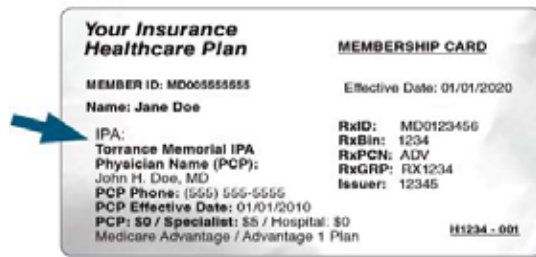 Your Insurance
Healthcare Plan
MEMBERSHIP CARD
MEMBER ID: MD005555555
Effective Date: 01/01/2020
Name: Jane Doe
IPA:
Torrance Memorial IPA
Physician Name (PCP):
John H. Doe, MD
PCP Phone: (555) 555-5555
PCP Effective Date: 01/01/2010
PCP: $0 / Specialist: $5 / Hospital: $0
Medicare Advantage / Advantage 1 Plan
RxID: MD0123456
RxBin: 1234
RxPCN: ADV
RxGRP: RX1234
Issuer: 12345
H1234 - 001